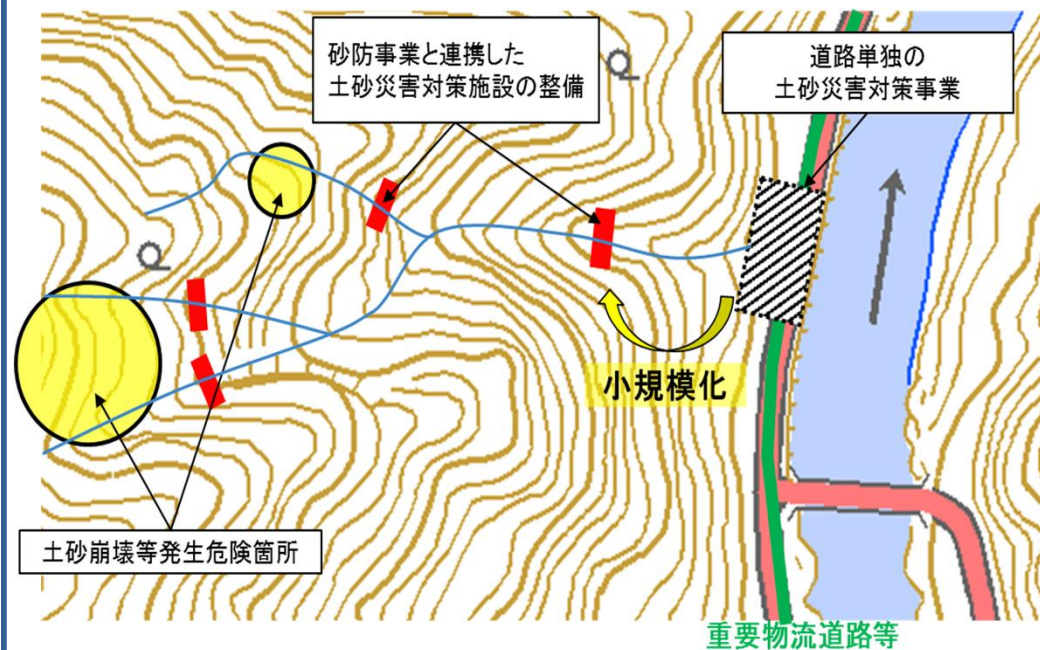 砂防事業と連携した
土砂災害対策施設の整備
道路単独の
土砂災害対策事業
小規模化
土砂崩壊等発生危険箇所
重要物流道路等